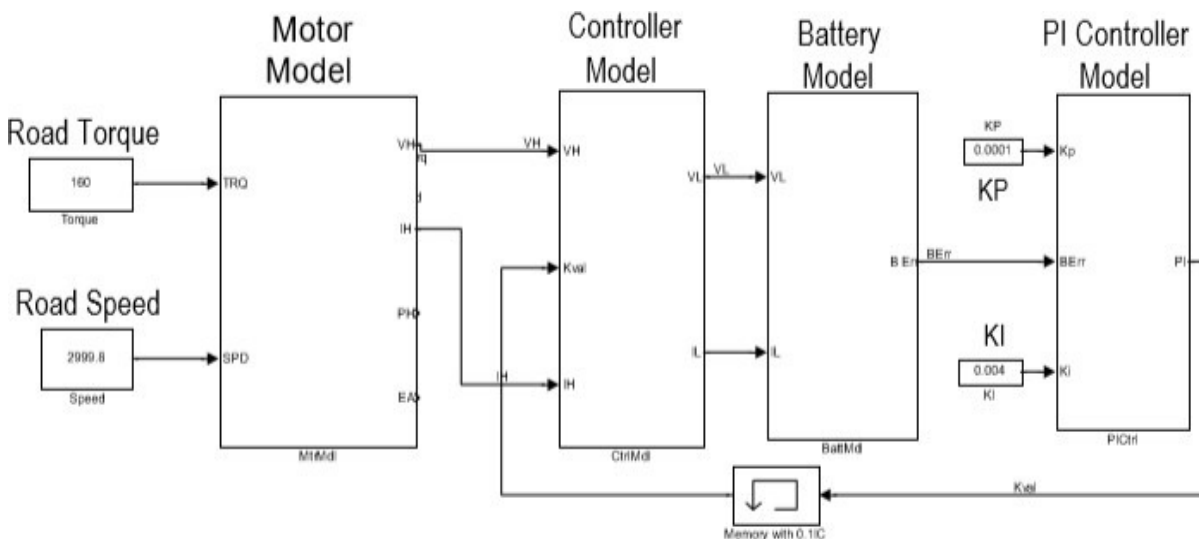 Motor
Model
Controller
Model
Battery
Model
PI Controller
Model
Road Torque
160
Torque
Road Speed
2999.8
Speed
TRQ
SPD
VH
rq
d
IH
PH
EA
MtrMdl
VH
IH
VH
Kval
IH
VL
IL
CtrlMdl
VL
VL
IL
B Err
BattMdl
BErr
KP
0.0001
KP
KI
0.004
KI
Kp
BErr
Ki
PI
PICtrl
Kval
Memory with 0.1IC